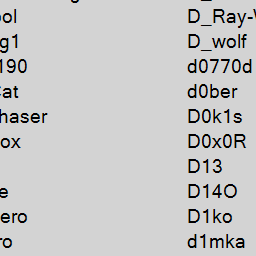 ol D_Ray-
g1 D_wolf
190 d0770d
at d0ber
haser D0k1s
ox D0x0R
D13
e D14O
ero D1ko
ro d1mka